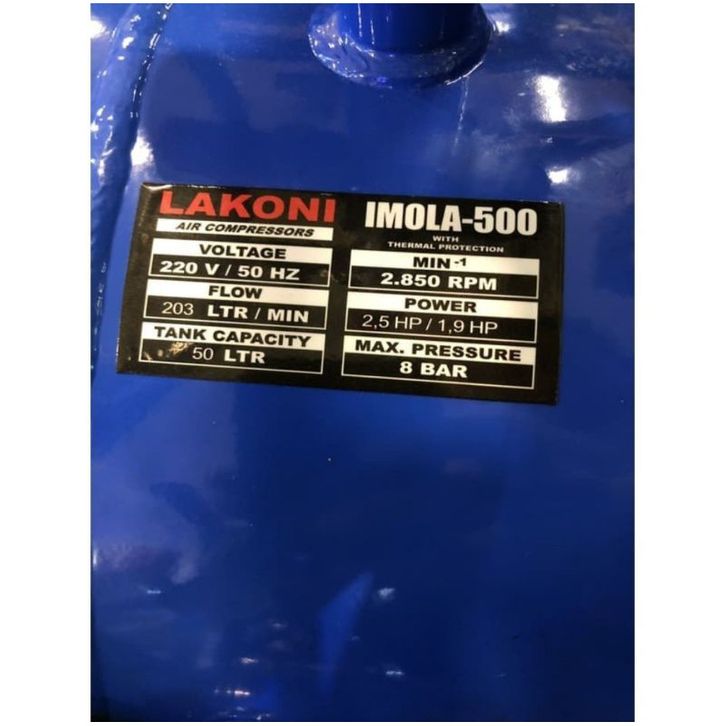 LAKONI
AIR COMPRESSORS
VOLTAGE
220 V / 50 HZ
FLOW
203 LTR / MIN
TANK CAPACITY
50 LTR
IMOLA-500
WITH
THERMAL PROTECTION
MIN -1
2.850 RPM
POWER
2,5 HP / 1,9 HP
MAX. PRESSURE
8 BAR